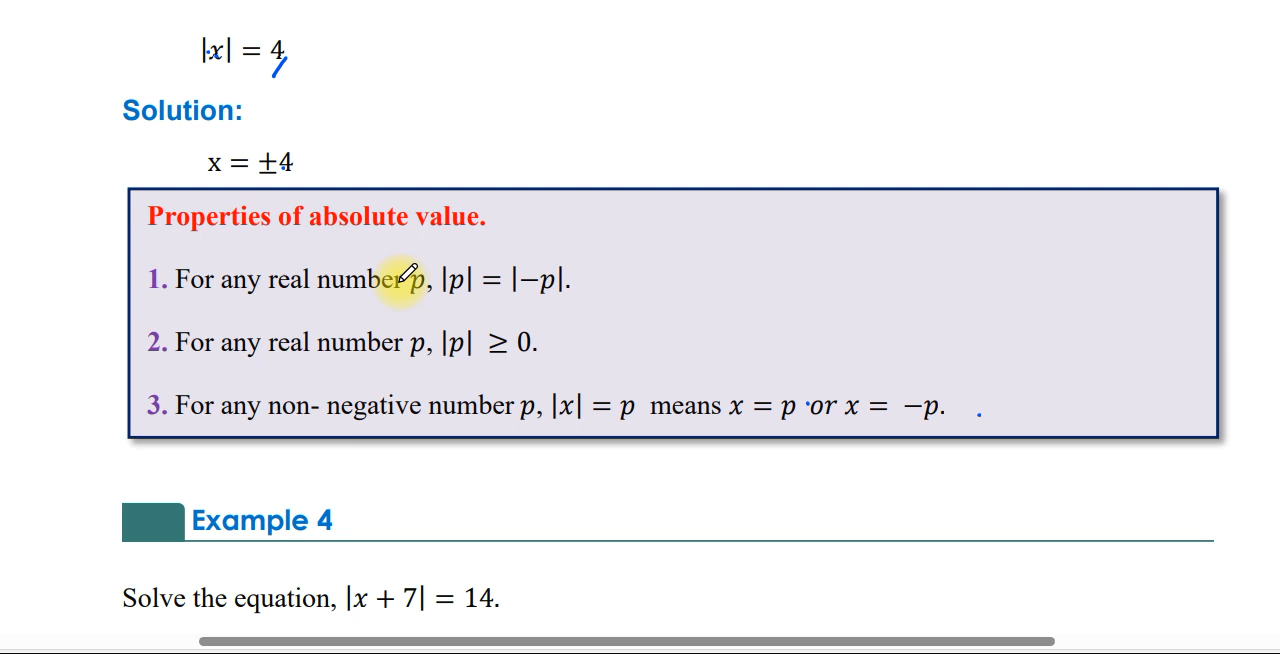 |x| = 4
Solution:
x = ±4
Properties of absolute value.
1. For any real number p, |p| = |−p|.
2. For any real number p, |p| ≥ 0.
3. For any non- negative number p, |x| = p means x = p or x = −p.
Example 4
Solve the equation, |x + 7| = 14.